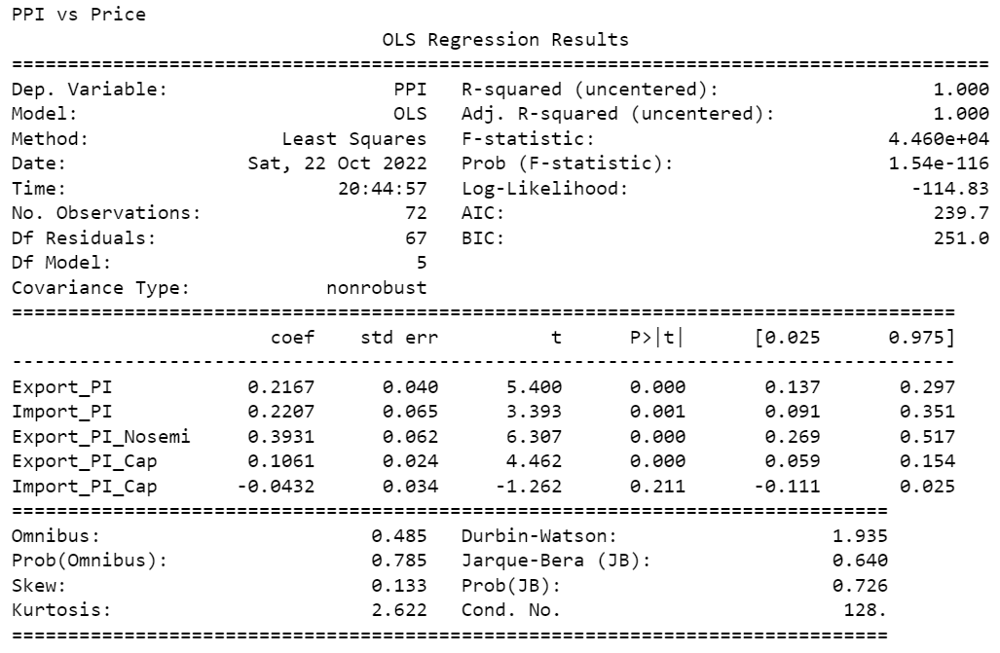 PPI vs Price
OLS Regression Results
==========================================================================================
Dep. Variable: PPI R-squared (uncentered): 1.000
Model: OLS Adj. R-squared (uncentered): 1.000
Method: Least Squares F-statistic: 4.460e+04
Date: Sat, 22 Oct 2022 Prob (F-statistic): 1.54e-116
Time: 20:44:57 Log-Likelihood: -114.83
No. Observations: 72 AIC: 239.7
Df Residuals: 67 BIC: 251.0
Df Model: 5
Covariance Type: nonrobust
====================================================================================
coef std err t P>|t| [0.025 0.975]
------------------------------------------------------------------------------------
Export_PI 0.2167 0.040 5.400 0.000 0.137 0.297
Import_PI 0.2207 0.065 3.393 0.001 0.091 0.351
Export_PI_Nosemi 0.3931 0.062 6.307 0.000 0.269 0.517
Export_PI_Cap 0.1061 0.024 4.462 0.000 0.059 0.154
Import_PI_Cap -0.0432 0.034 -1.262 0.211 -0.111 0.025
==============================================================================
Omnibus: 0.485 Durbin-Watson: 1.935
Prob(Omnibus): 0.785 Jarque-Bera (JB): 0.640
Skew: 0.133 Prob(JB): 0.726
Kurtosis: 2.622 Cond. No. 128.
==============================================================================